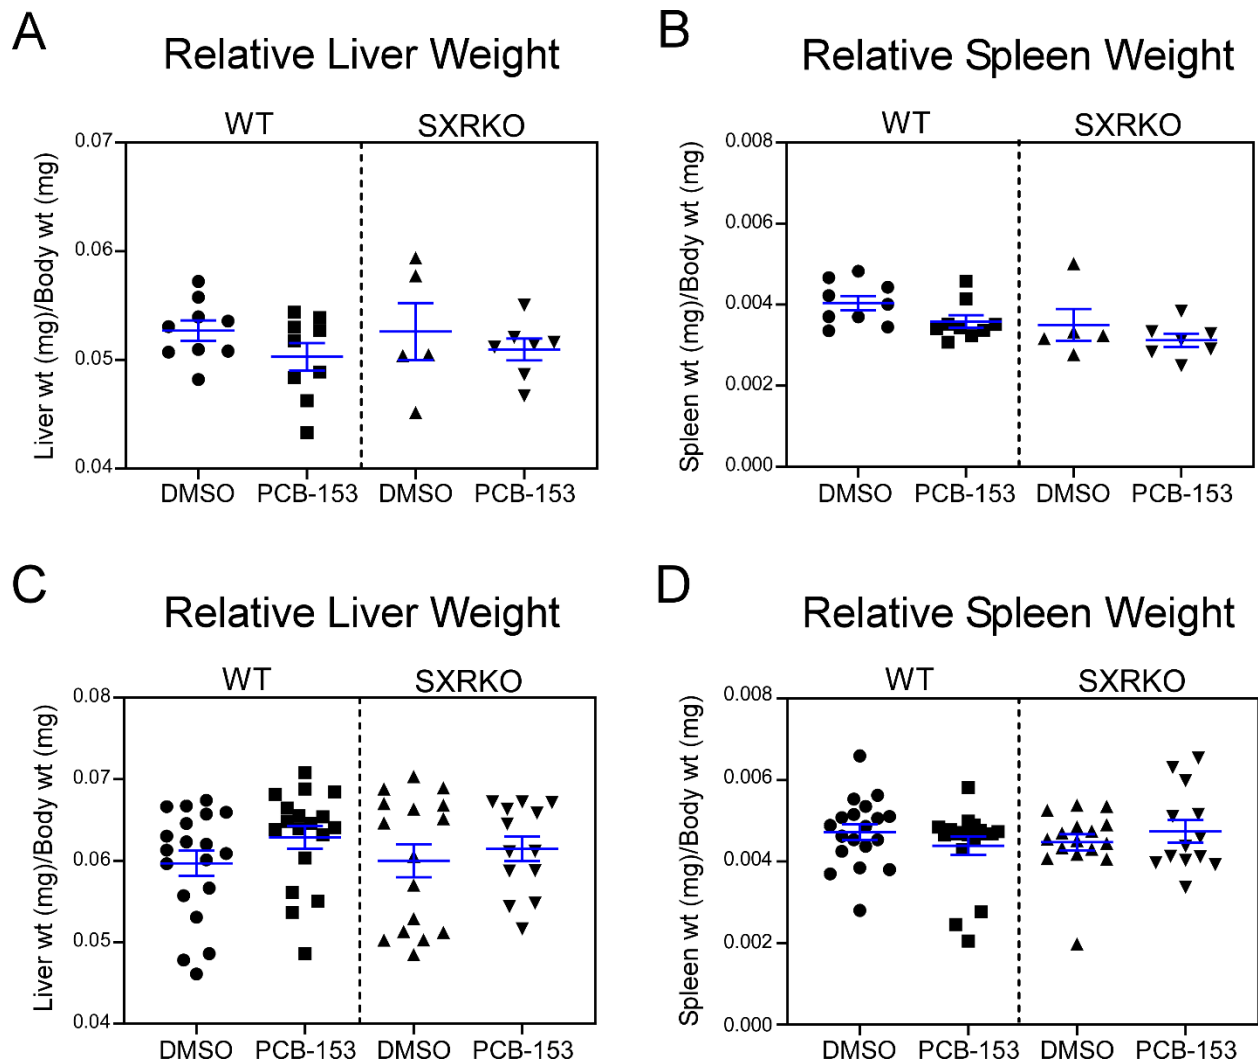 A
Relative Liver Weight
WT
SXRKO
Liver wt (mg)/Body wt (mg)
0.07
0.06
0.05
0.04
DMSO
PCB-153
DMSO
PCB-153
B
Relative Spleen Weight
WT
SXRKO
Spleen wt (mg)/Body wt (mg)
0.008
0.006
0.004
0.002
0.000
DMSO
PCB-153
DMSO
PCB-153
C
Relative Liver Weight
WT
SXRKO
Liver wt (mg)/Body wt (mg)
0.08
0.07
0.06
0.05
0.04
DMSO
PCB-153
DMSO
PCB-153
D
Relative Spleen Weight
WT
SXRKO
Spleen wt (mg)/Body wt (mg)
0.008
0.006
0.004
0.002
0.000
DMSO
PCB-153
DMSO
PCB-153